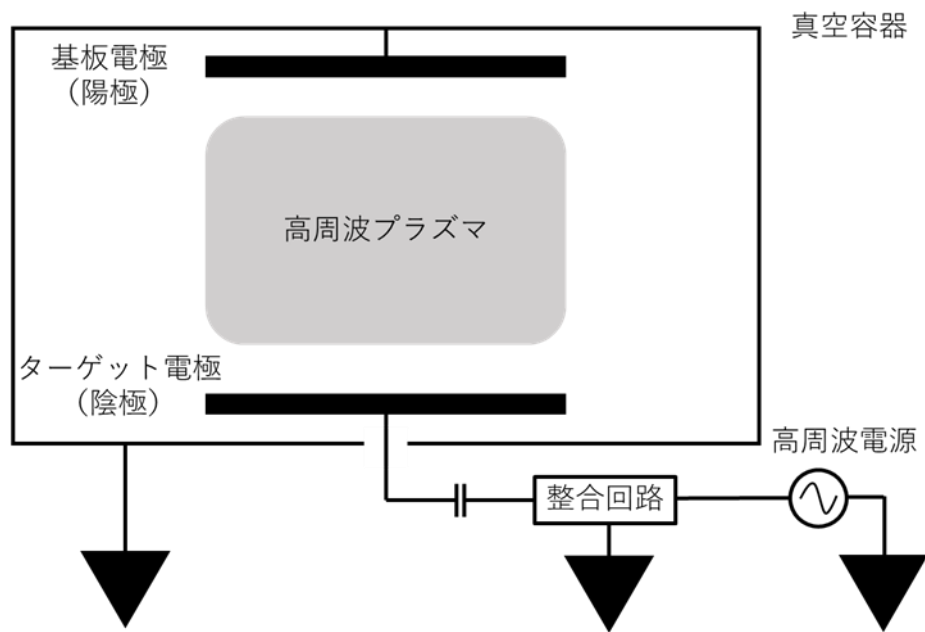 真空容器
基板電極
（陽極）
高周波プラズマ
ターゲット電極
（陰極）
高周波電源
整合回路